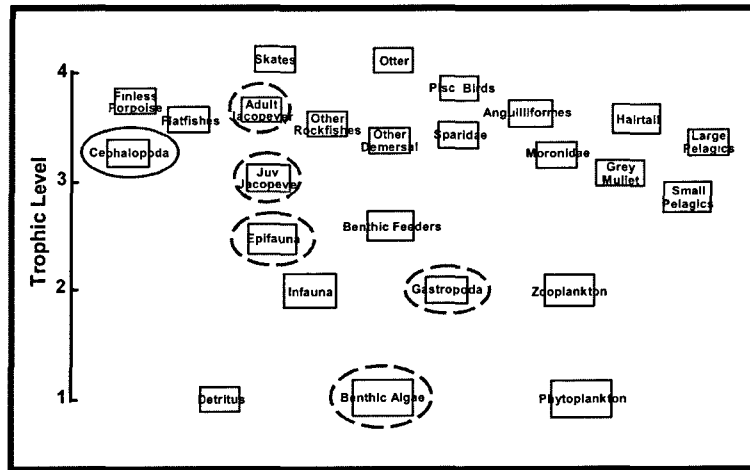 Trophic Level
4
3
2
1
Skates
Otter
Pisc Birds
Finless
Porpoise
Flatfishes
Adult
Jacopever
Other
Rockfishes
Other
Demersal
Sparidae
Anguilliformes
Hairtail
Large
Pelagics
Cephalopoda
Moronidae
Grey
Mullet
Juv
Jacopever
Small
Pelagics
Epifauna
Benthic Feeders
Infauna
Gastropoda
Zooplankton
Detritus
Benthic Algae
Phytoplankton